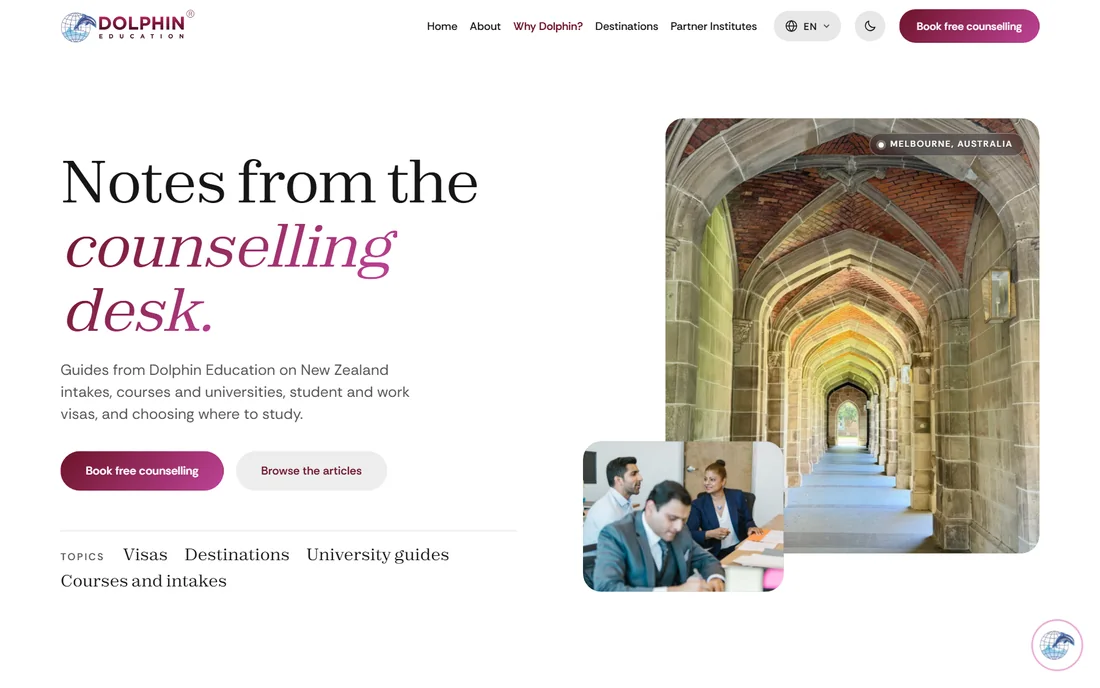 DOLPHIN®
EDUCATION
Home About Why Dolphin? Destinations Partner Institutes EN Book free counselling
MELBOURNE, AUSTRALIA
Notes from the
counselling
desk.
Guides from Dolphin Education on New Zealand
intakes, courses and universities, student and work
visas, and choosing where to study.
Book free counselling Browse the articles
TOPICS Visas Destinations University guides
Courses and intakes